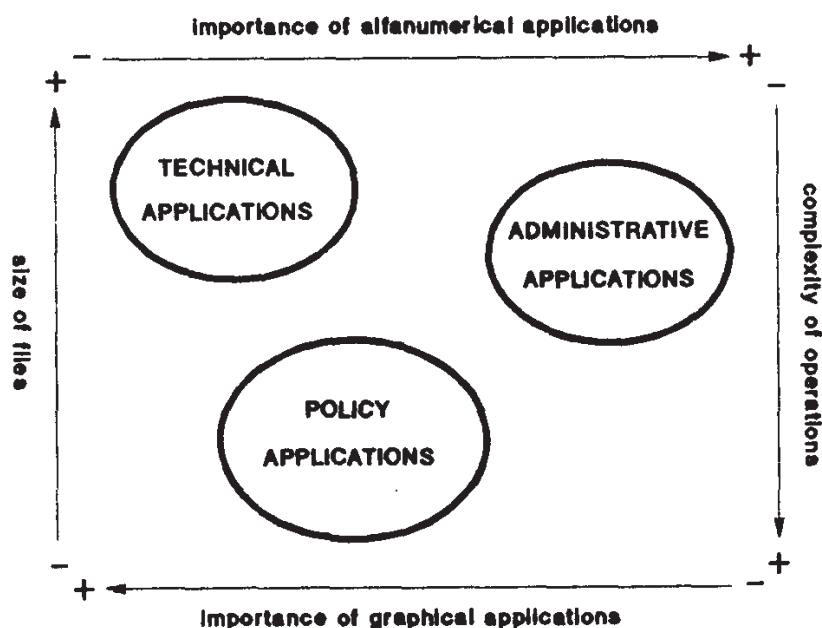 importance of alfanumerical applications
− +
+ −
TECHNICAL
APPLICATIONS
ADMINISTRATIVE
APPLICATIONS
size of files
complexity of operations
POLICY
APPLICATIONS
− +
+ −
importance of graphical applications